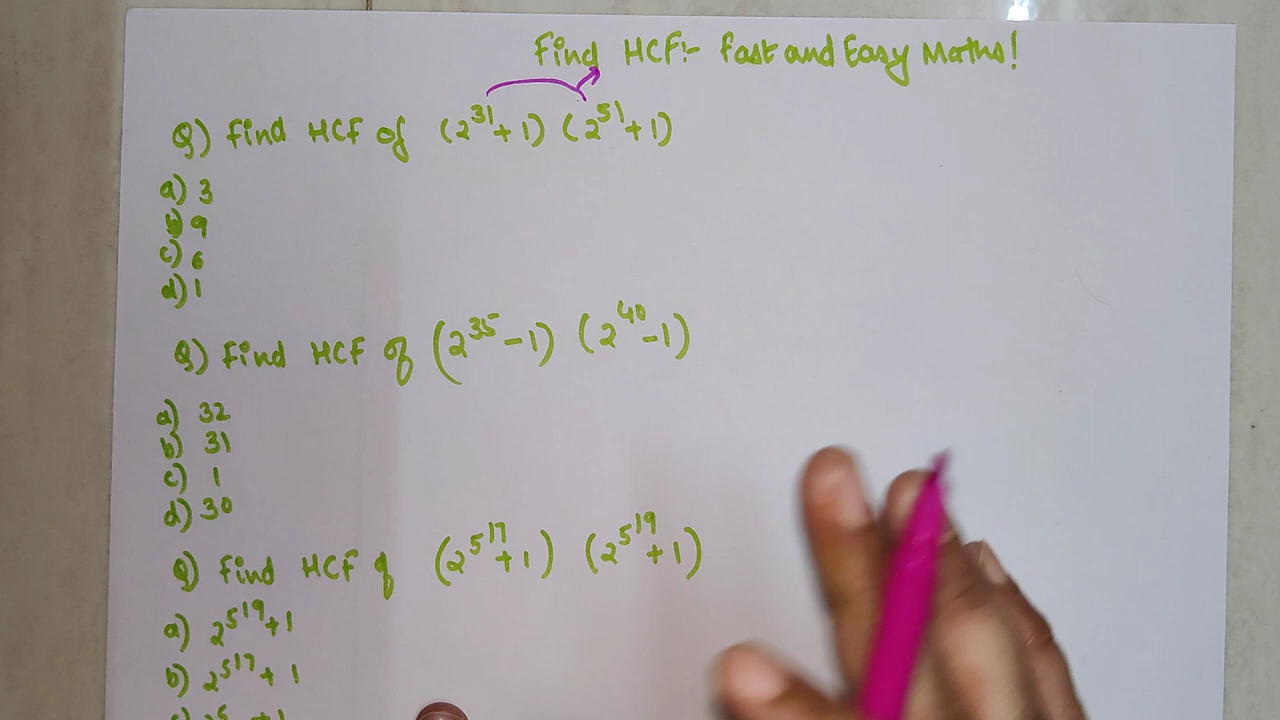 Find HCF:- Fast and Easy Maths!
Q) Find HCF of (2^31+1) (2^51+1)
a) 3
b) 9
c) 6
d) 1
Q) Find HCF of (2^35-1) (2^40-1)
a) 32
b) 31
c) 1
d) 30
Q) Find HCF of (2^5^17+1) (2^5^19+1)
a) 2^5^19+1
b) 2^5^17+1